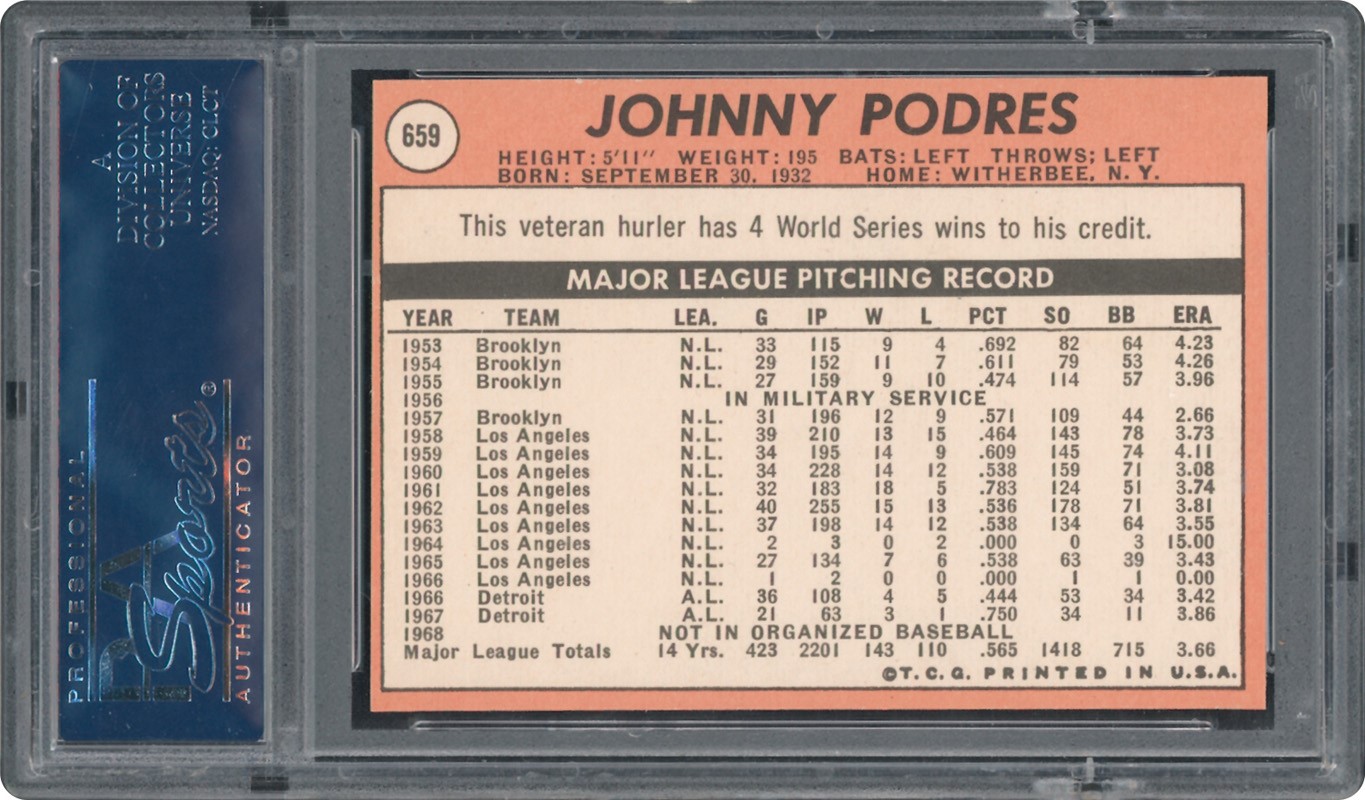 A
DIVISION OF
COLLECTORS
UNIVERSE
NASDAQ: CLCT
PROFESSIONAL
PSA
Sports®
AUTHENTICATOR
659
JOHNNY PODRES
HEIGHT: 5'11" WEIGHT: 195 BATS: LEFT THROWS; LEFT
BORN: SEPTEMBER 30, 1932 HOME: WITHERBEE, N. Y.
This veteran hurler has 4 World Series wins to his credit.
MAJOR LEAGUE PITCHING RECORD
YEAR TEAM LEA. G IP W L PCT SO BB ERA
1953 Brooklyn N.L. 33 115 9 4 .692 82 64 4.23
1954 Brooklyn N.L. 29 152 11 7 .611 79 53 4.26
1955 Brooklyn N.L. 27 159 9 10 .474 114 57 3.96
1956 IN MILITARY SERVICE
1957 Brooklyn N.L. 31 196 12 9 .571 109 44 2.66
1958 Los Angeles N.L. 39 210 13 15 .464 143 78 3.73
1959 Los Angeles N.L. 34 195 14 9 .609 145 74 4.11
1960 Los Angeles N.L. 34 228 14 12 .538 159 71 3.08
1961 Los Angeles N.L. 32 183 18 5 .783 124 51 3.74
1962 Los Angeles N.L. 40 255 15 13 .536 178 71 3.81
1963 Los Angeles N.L. 37 198 14 12 .538 134 64 3.55
1964 Los Angeles N.L. 2 3 0 2 .000 0 3 15.00
1965 Los Angeles N.L. 27 134 7 6 .538 63 39 3.43
1966 Los Angeles N.L. 1 2 0 0 .000 1 1 0.00
1966 Detroit A.L. 36 108 4 5 .444 53 34 3.42
1967 Detroit A.L. 21 63 3 1 .750 34 11 3.86
1968 NOT IN ORGANIZED BASEBALL
Major League Totals 14 Yrs. 423 2201 143 110 .565 1418 715 3.66
©T.C.G. PRINTED IN U.S.A.